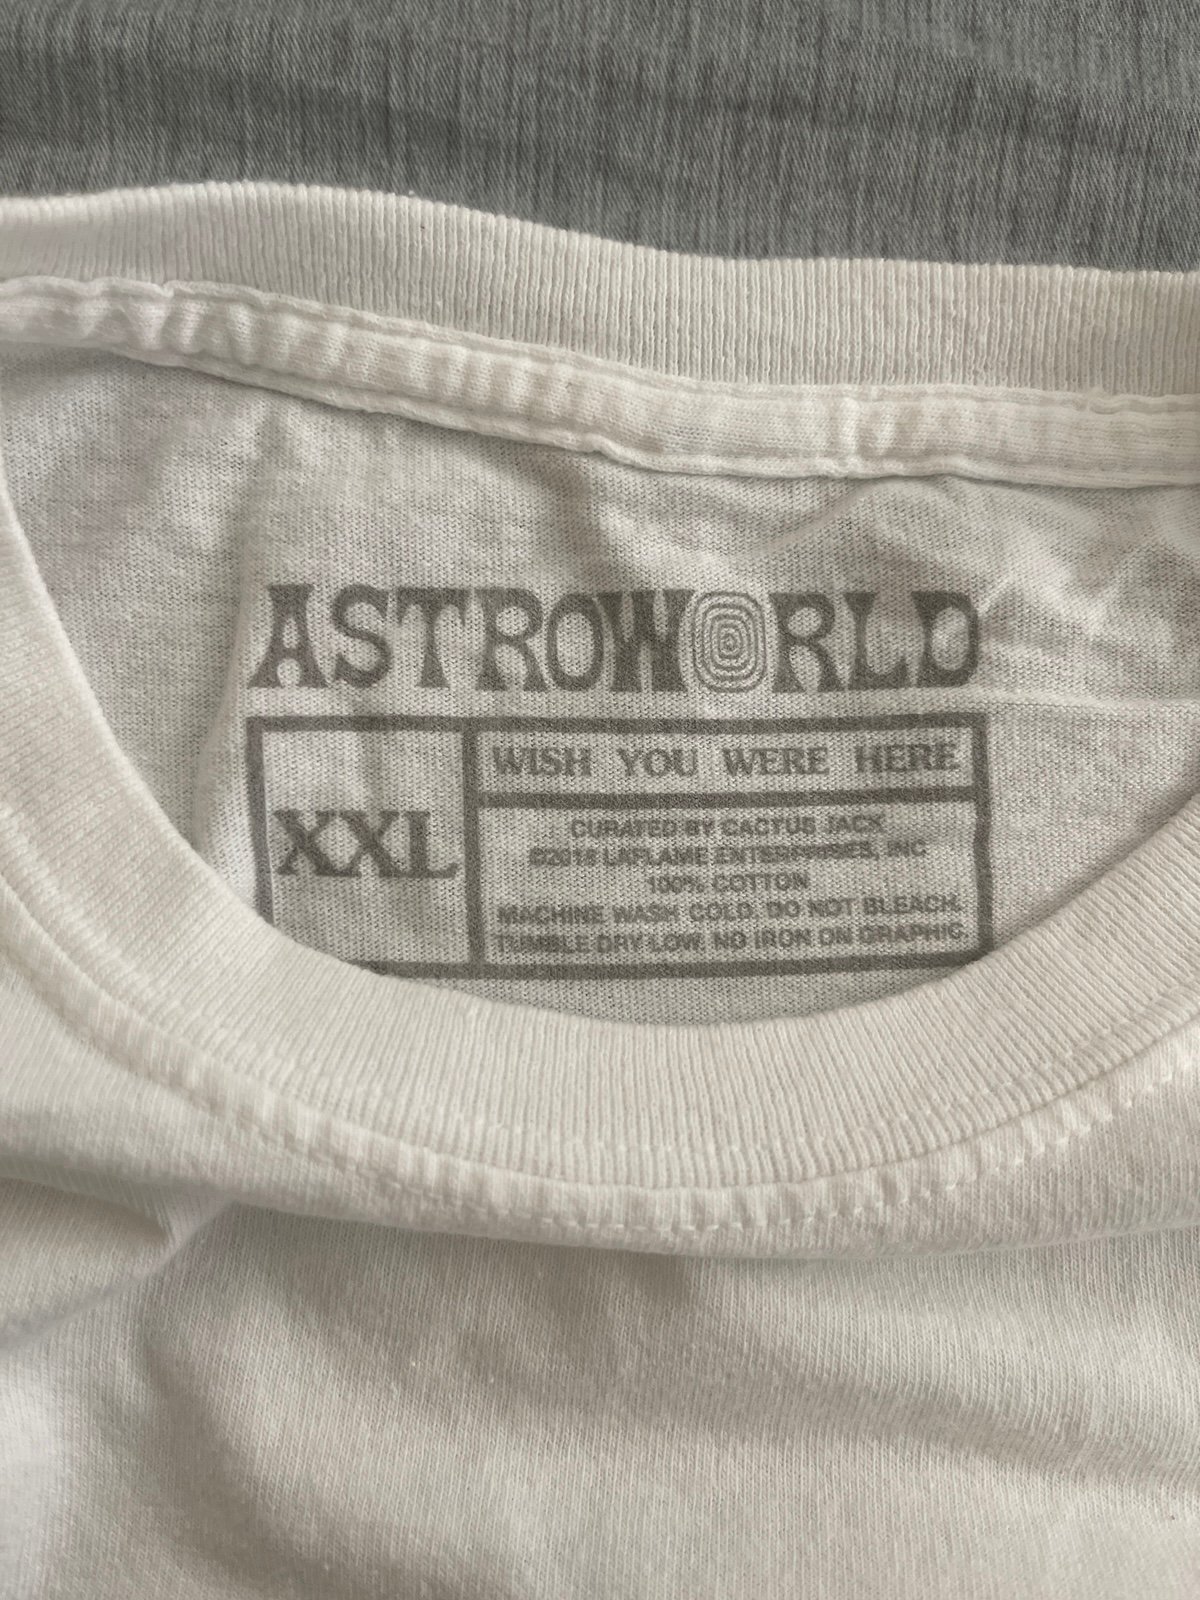 ASTROWORLD
XXL
WISH YOU WERE HERE
CURATED BY CACTUS JACK
©2018 LAFLAME ENTERPRISES, INC
100% COTTON
MACHINE WASH COLD. DO NOT BLEACH.
TUMBLE DRY LOW. NO IRON ON GRAPHIC.